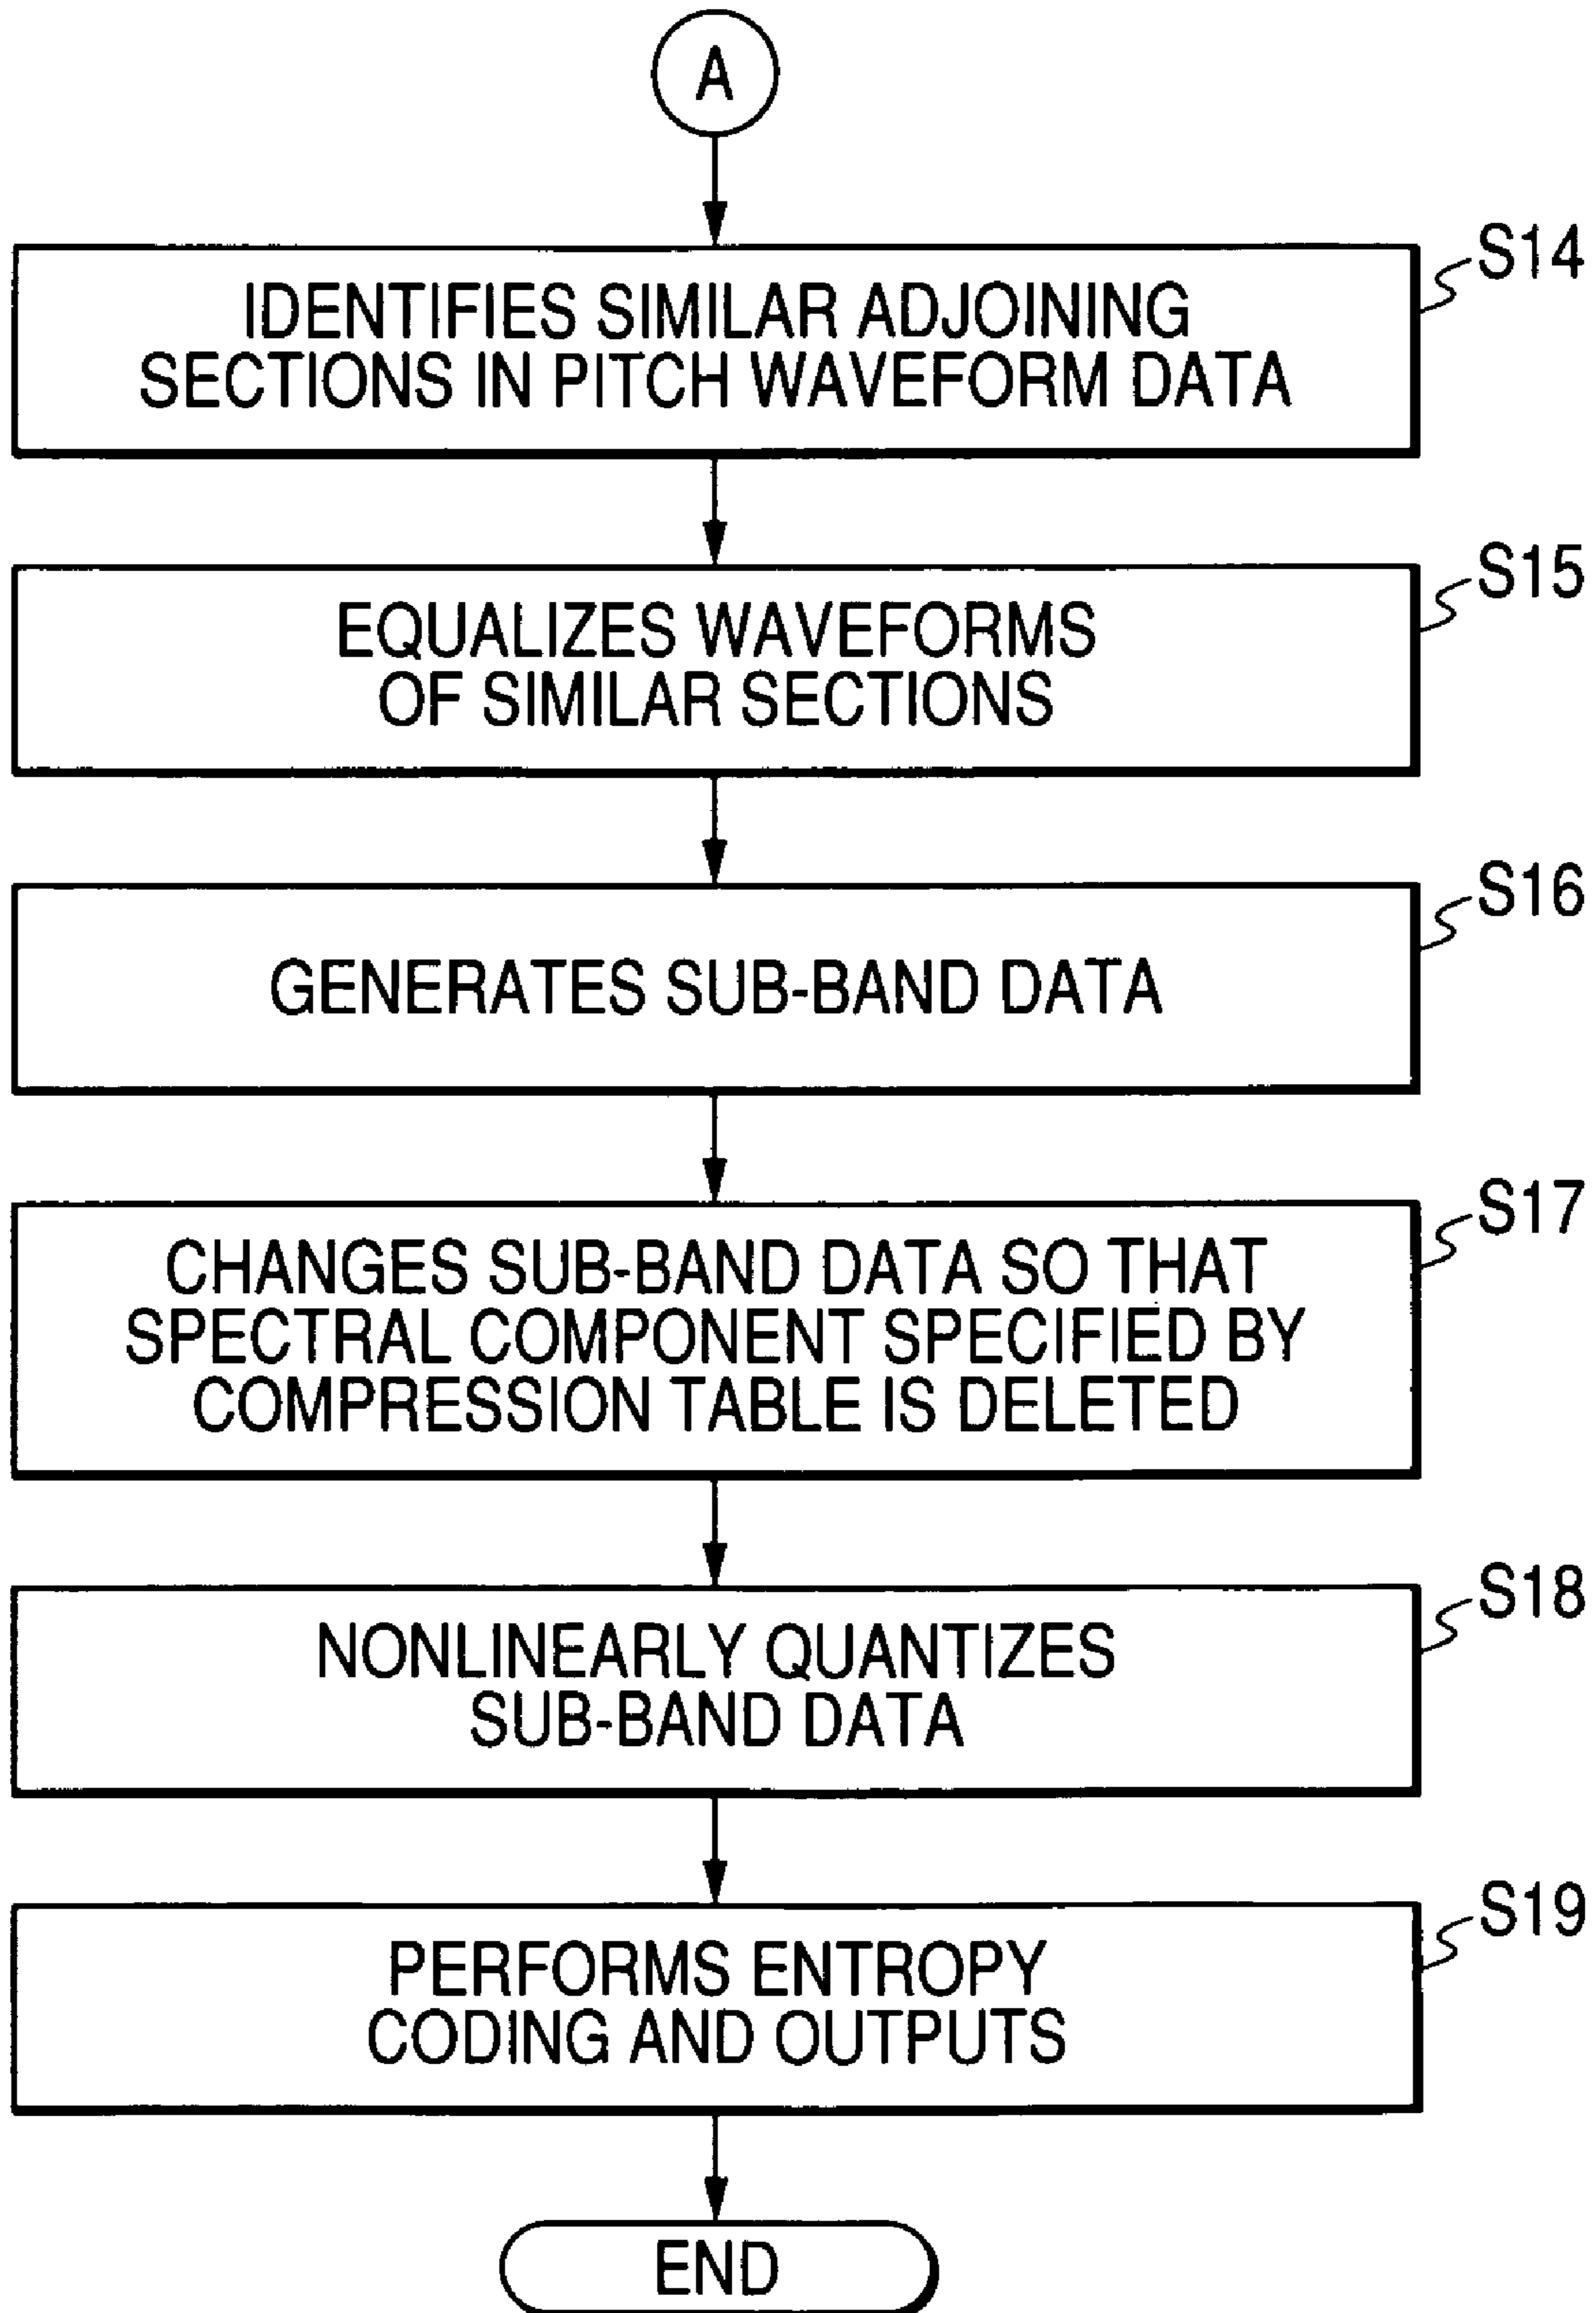 A
S14
IDENTIFIES SIMILAR ADJOINING
SECTIONS IN PITCH WAVEFORM DATA
S15
EQUALIZES WAVEFORMS
OF SIMILAR SECTIONS
S16
GENERATES SUB-BAND DATA
S17
CHANGES SUB-BAND DATA SO THAT
SPECTRAL COMPONENT SPECIFIED BY
COMPRESSION TABLE IS DELETED
S18
NONLINEARLY QUANTIZES
SUB-BAND DATA
S19
PERFORMS ENTROPY
CODING AND OUTPUTS
END